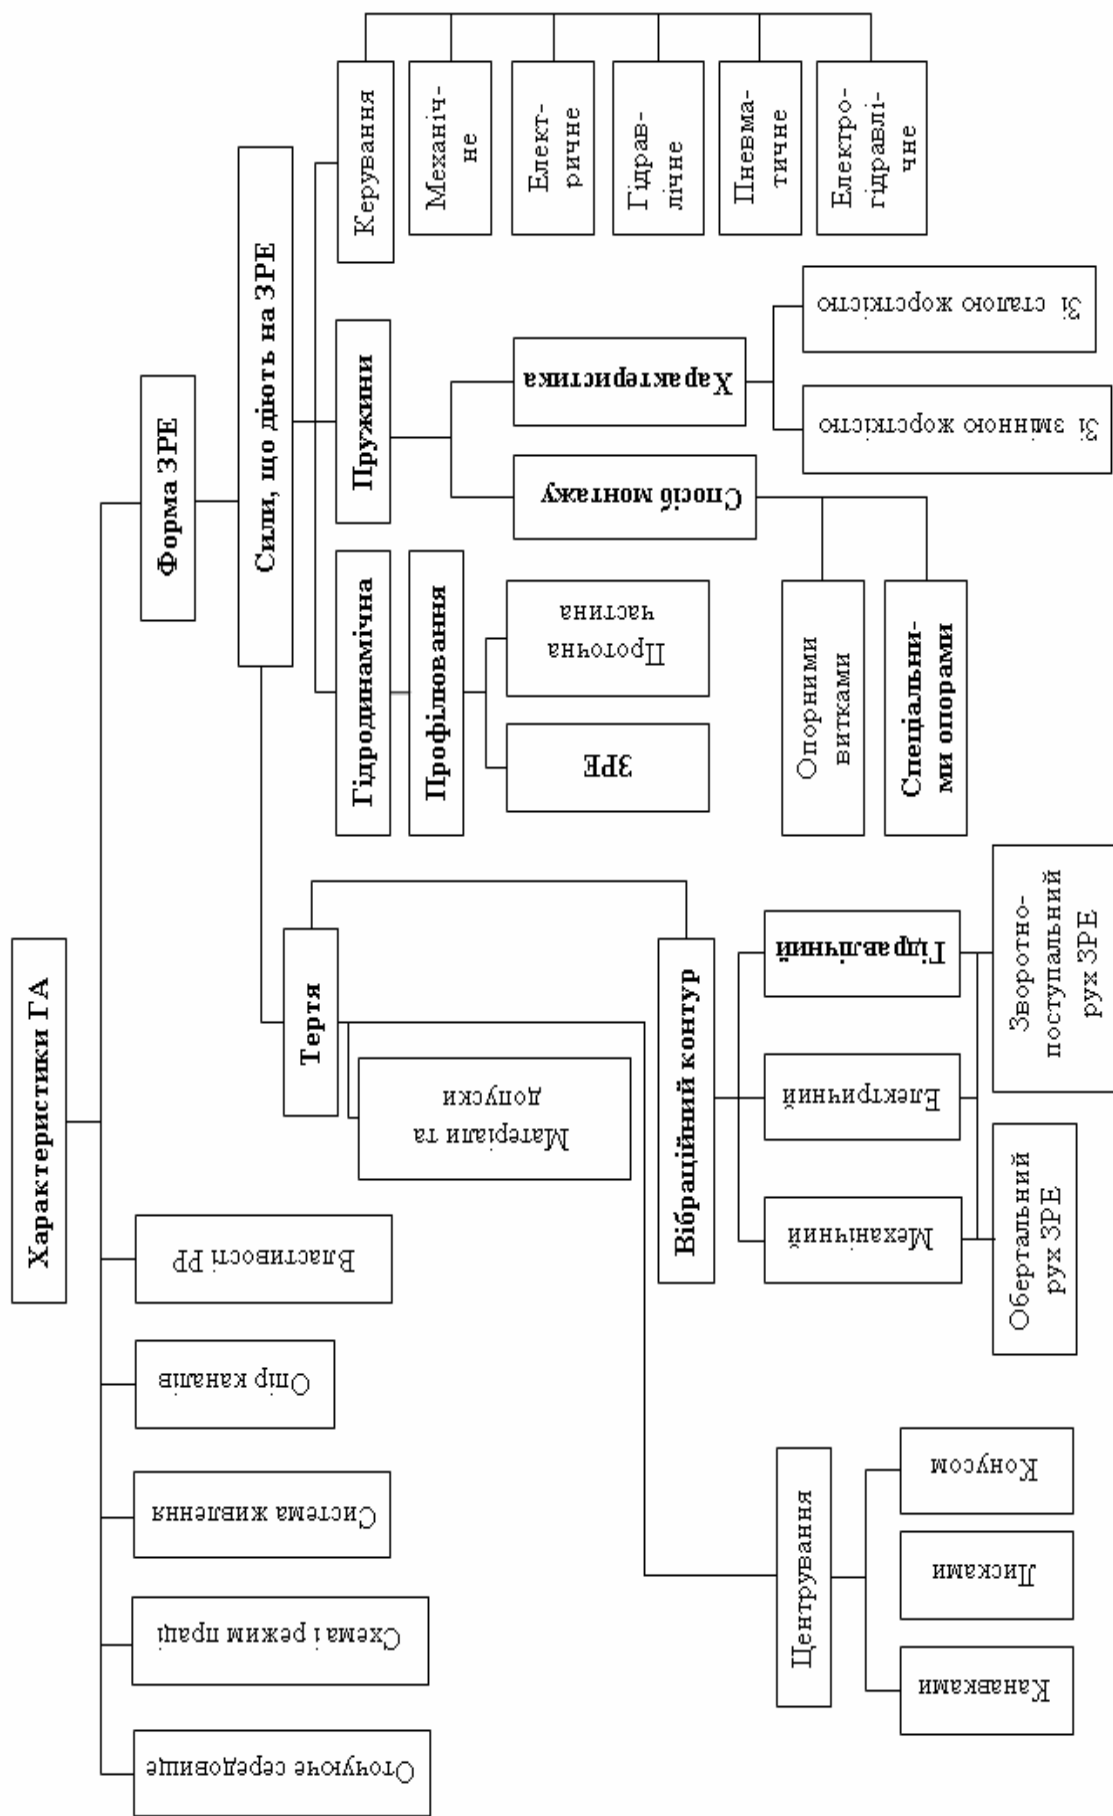 Характеристики ГА
Оточуюче середовище
Схема і режим праці
Система живлення
Опір каналів
Властивості РР
Форма ЗРЕ
Сили, що діють на ЗРЕ
Тертя
Гідродинамічна
Пружини
Керування
Матеріали та
допуски
Профілювання
Механіч-
не
ЗРЕ
Проточна
частина
Спосіб монтажу
Характеристика
Елект-
ричне
Гідрав-
лічне
Вібраційний контур
Пневма-
тичне
Центрування
Механічний
Електричний
Гідравлічний
Опорними
витками
Зі змінною жорсткістю
Зі сталою жорсткістю
Електро-
гідравлі-
чне
Канавками
Лисками
Конусом
Спеціальни-
ми опорами
Обертальний
рух ЗРЕ
Зворотно-
поступальний
рух ЗРЕ